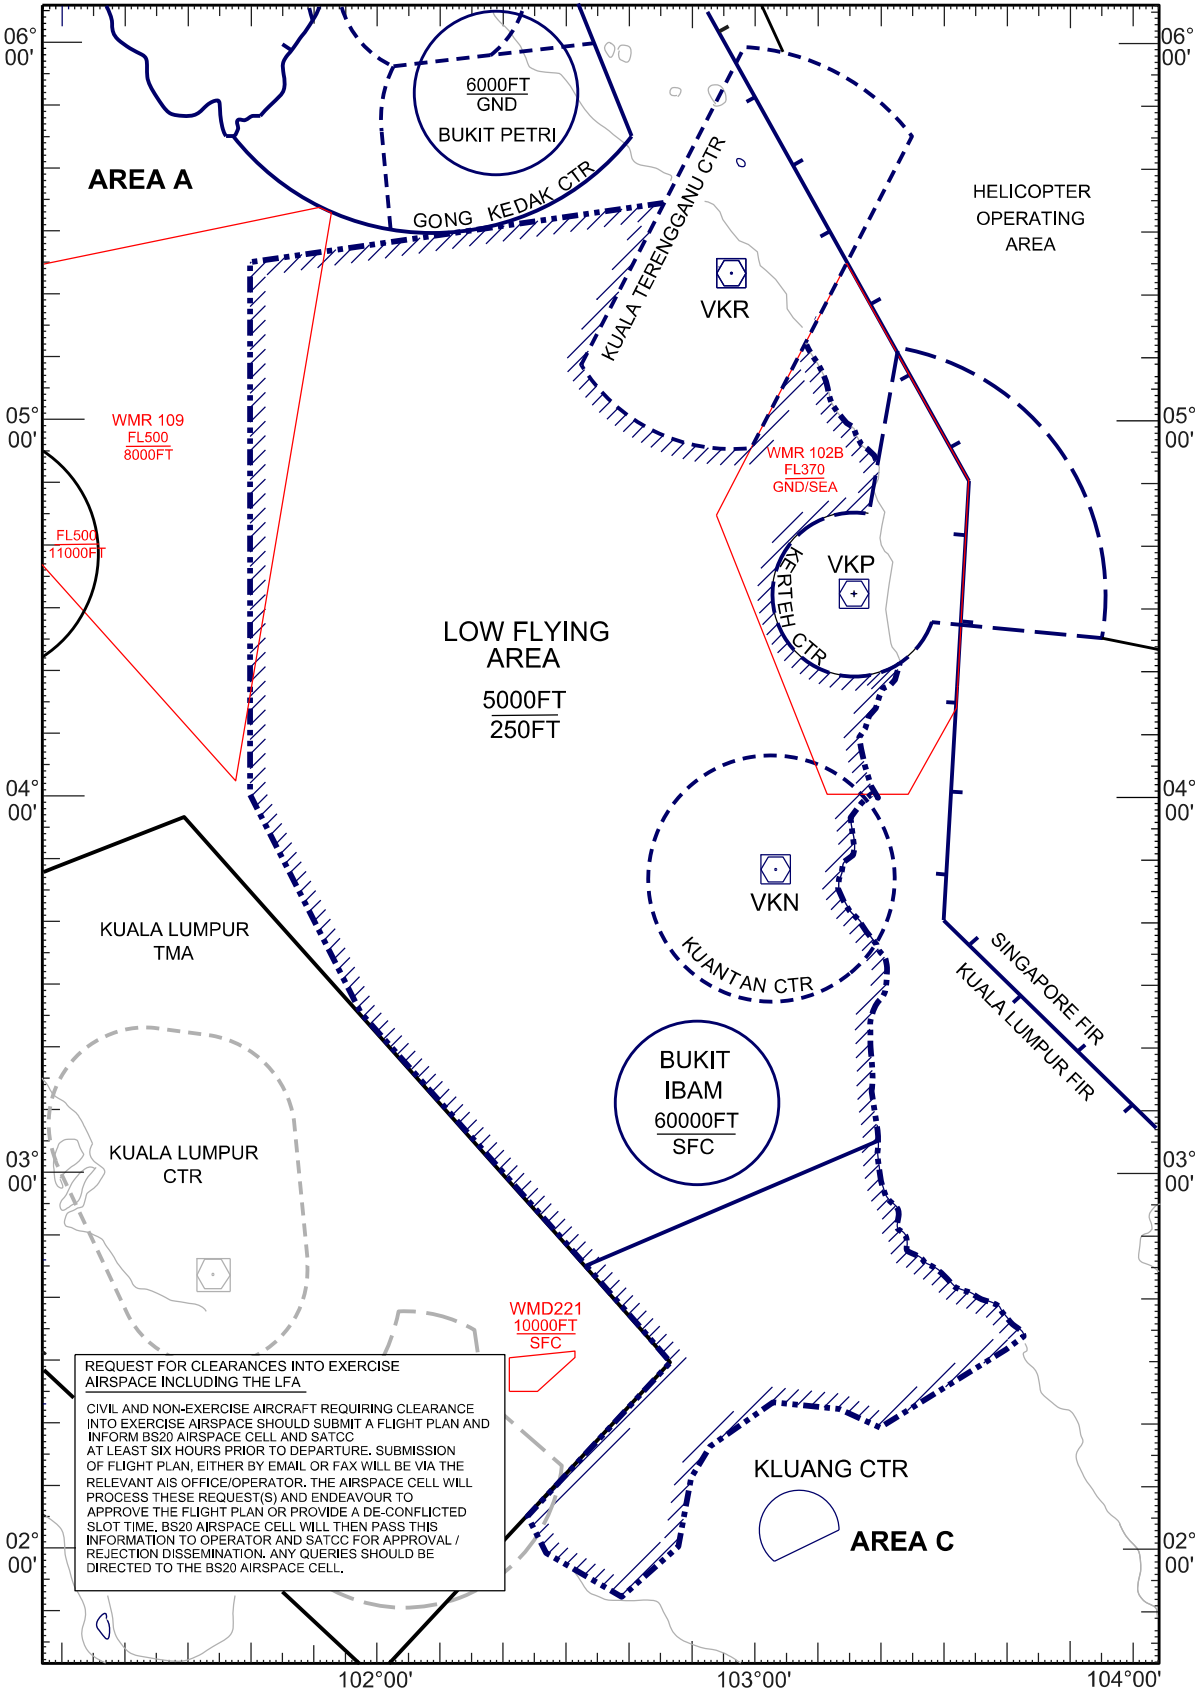 06°
00'
06°
00'
6000FT
GND
BUKIT PETRI
AREA A
GONG KEDAK CTR
KUALA TERENGGANU CTR
HELICOPTER
OPERATING
AREA
VKR
05°
00'
05°
00'
WMR 109
FL500
8000FT
WMR 102B
FL370
GND/SEA
FL500
11000FT
VKP
KERTEH CTR
LOW FLYING
AREA
5000FT
250FT
04°
00'
04°
00'
VKN
KUANTAN CTR
KUALA LUMPUR
TMA
SINGAPORE FIR
KUALA LUMPUR FIR
BUKIT
IBAM
60000FT
SFC
KUALA LUMPUR
CTR
03°
00'
03°
00'
WMD221
10000FT
SFC
REQUEST FOR CLEARANCES INTO EXERCISE
AIRSPACE INCLUDING THE LFA
CIVIL AND NON-EXERCISE AIRCRAFT REQUIRING CLEARANCE
INTO EXERCISE AIRSPACE SHOULD SUBMIT A FLIGHT PLAN AND
INFORM BS20 AIRSPACE CELL AND SATCC
AT LEAST SIX HOURS PRIOR TO DEPARTURE. SUBMISSION
OF FLIGHT PLAN, EITHER BY EMAIL OR FAX WILL BE VIA THE
RELEVANT AIS OFFICE/OPERATOR. THE AIRSPACE CELL WILL
PROCESS THESE REQUEST(S) AND ENDEAVOUR TO
APPROVE THE FLIGHT PLAN OR PROVIDE A DE-CONFLICTED
SLOT TIME. BS20 AIRSPACE CELL WILL THEN PASS THIS
INFORMATION TO OPERATOR AND SATCC FOR APPROVAL /
REJECTION DISSEMINATION. ANY QUERIES SHOULD BE
DIRECTED TO THE BS20 AIRSPACE CELL.
KLUANG CTR
AREA C
02°
00'
02°
00'
102°00'
103°00'
104°00'